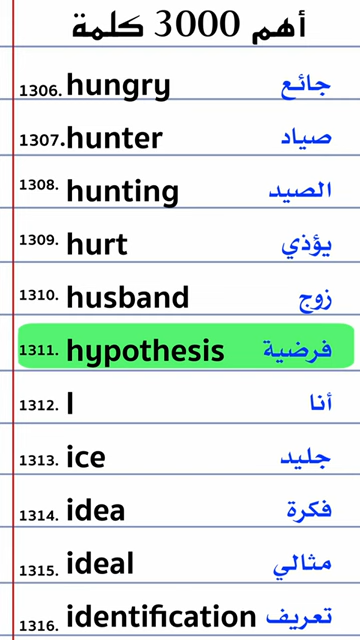 أهم 3000 كلمة
1306. hungry جائع
1307. hunter صياد
1308. hunting الصيد
1309. hurt يؤذي
1310. husband زوج
1311. hypothesis فرضية
1312. I أنا
1313. ice جليد
1314. idea فكرة
1315. ideal مثالي
1316. identification تعريف